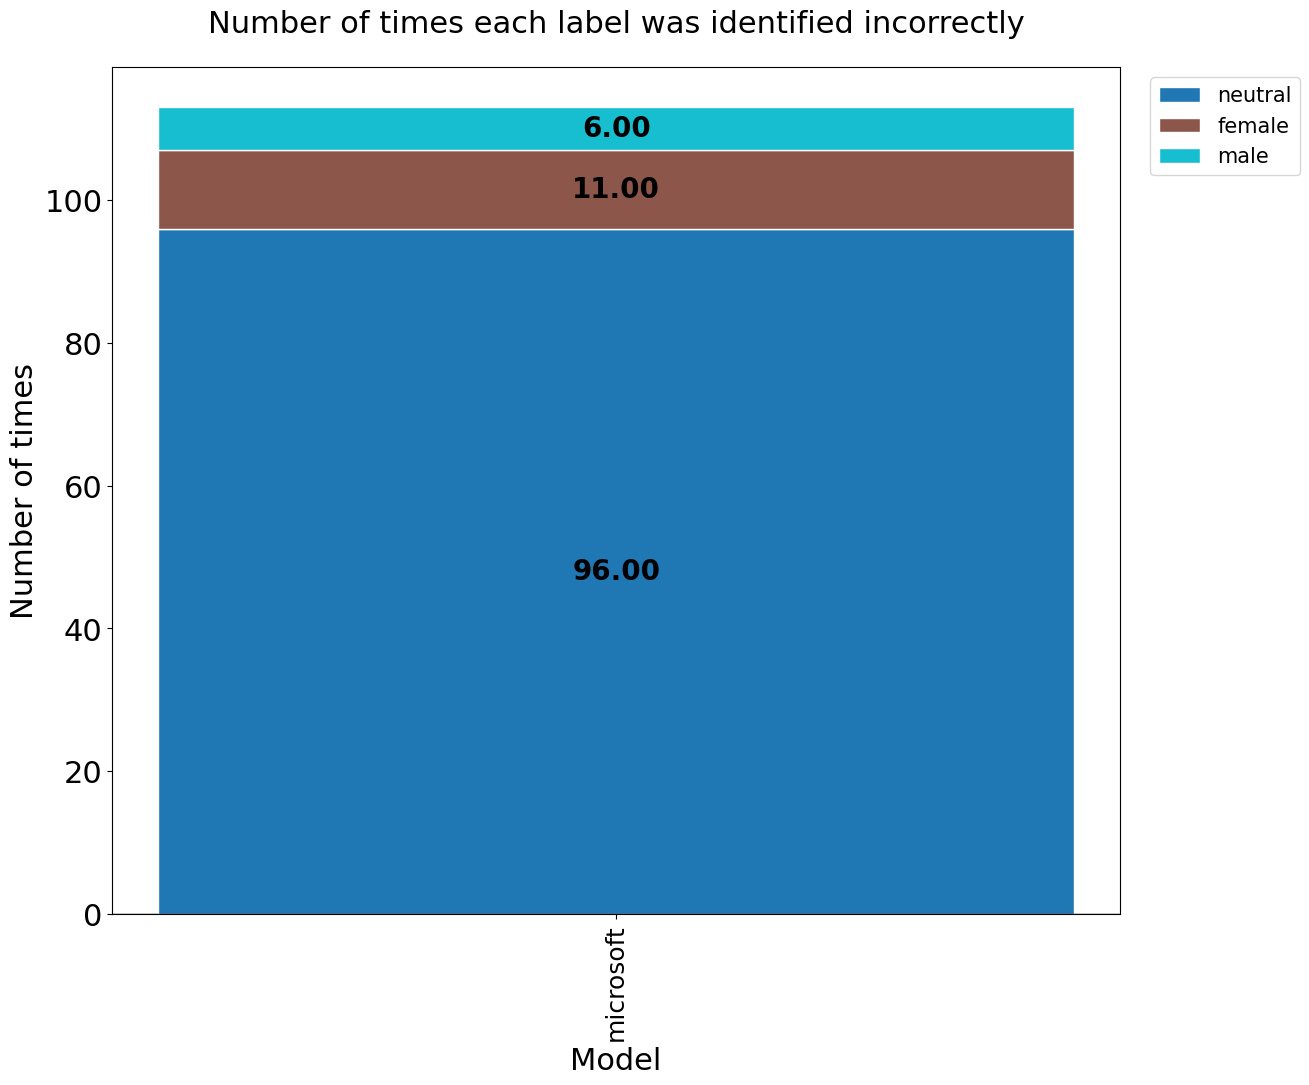 Number of times each label was identified incorrectly
neutral
female
male
6.00
11.00
96.00
100
80
60
40
20
0
Number of times
microsoft
Model